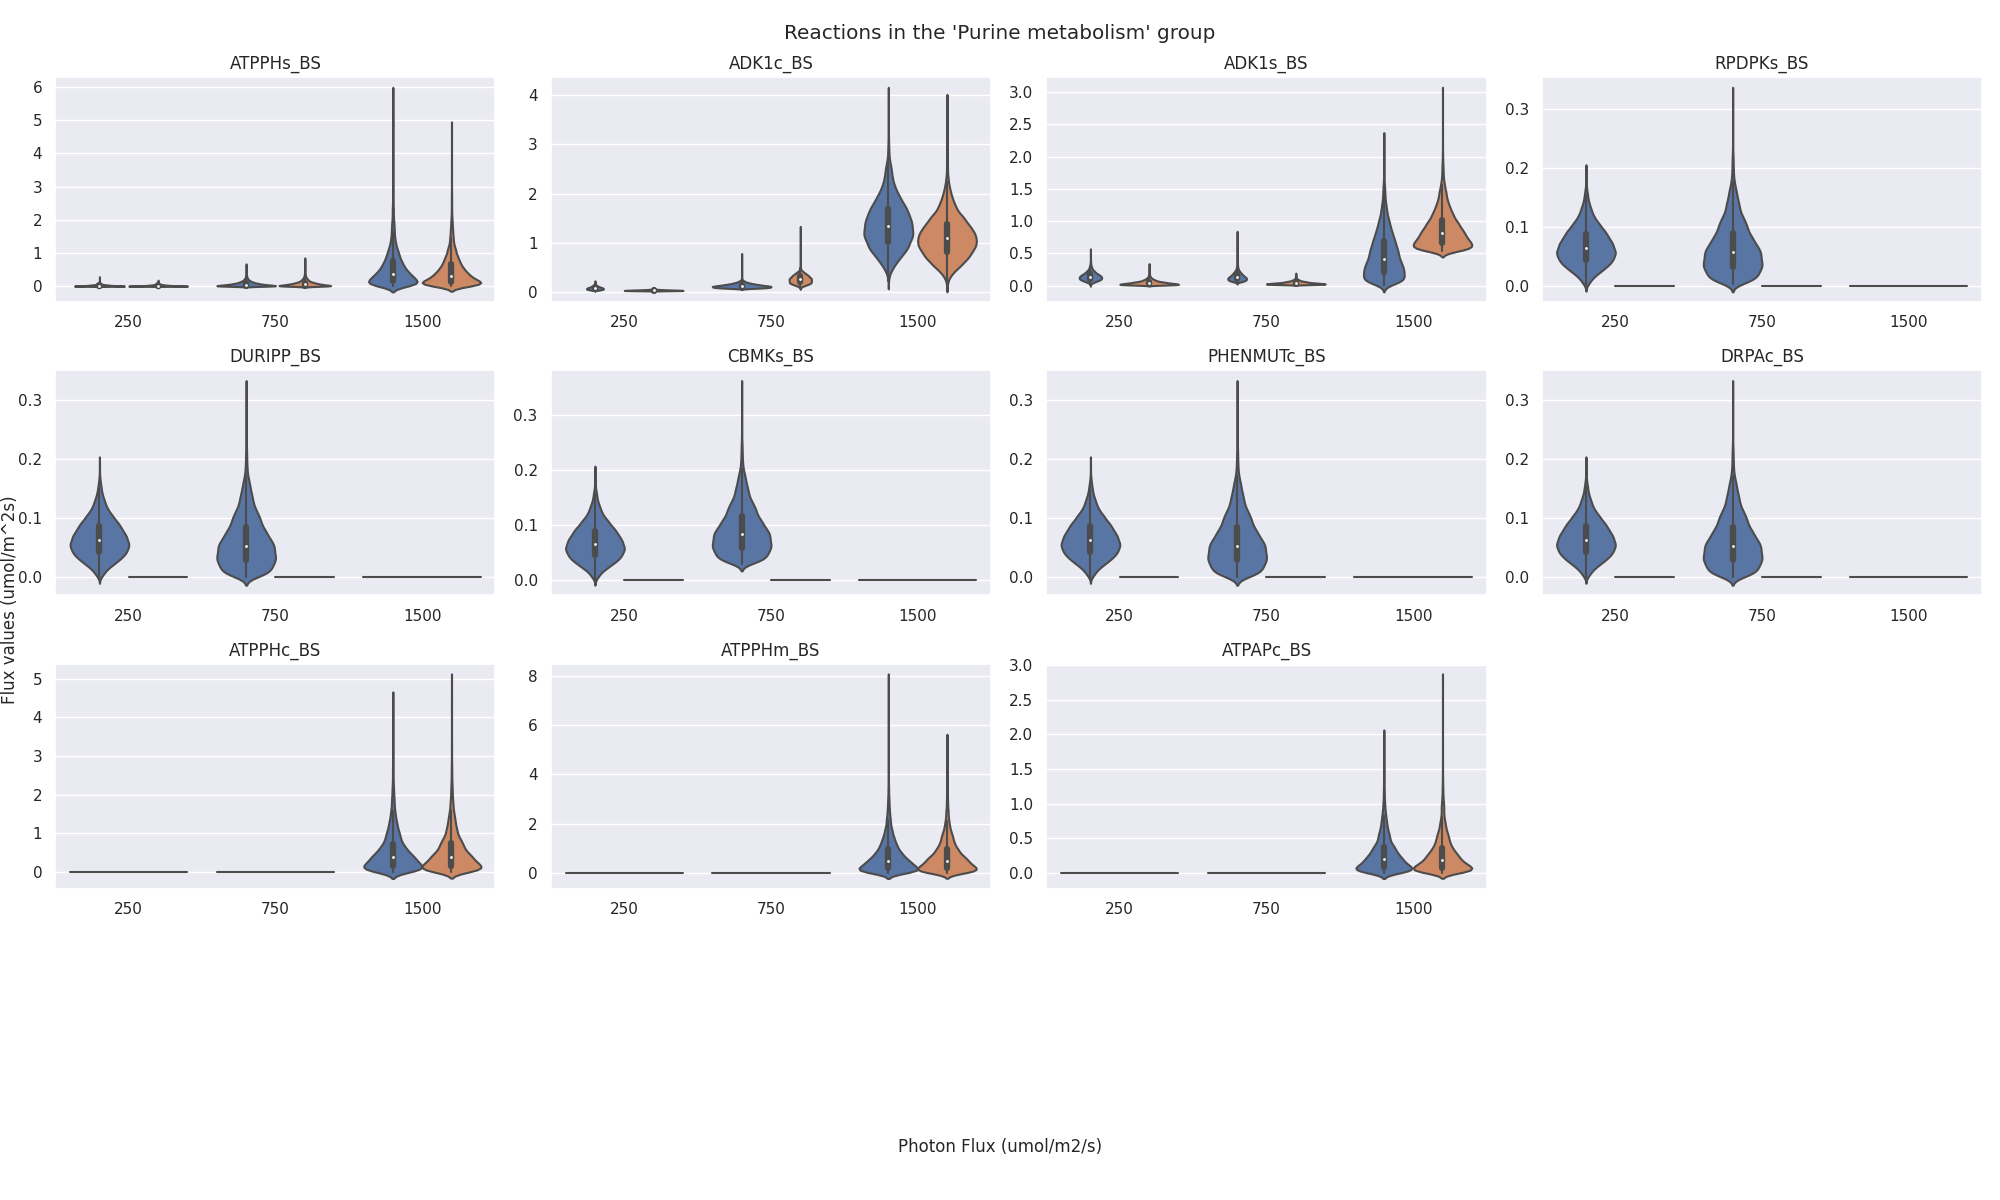 Reactions in the 'Purine metabolism' group
ATPPHs_BS
6
5
4
3
2
1
0
250 750 1500
ADK1c_BS
4
3
2
1
0
250 750 1500
ADK1s_BS
3.0
2.5
2.0
1.5
1.0
0.5
0.0
250 750 1500
RPDPKs_BS
0.3
0.2
0.1
0.0
250 750 1500
Flux values (umol/m^2s)
DURIPP_BS
0.3
0.2
0.1
0.0
250 750 1500
CBMKs_BS
0.3
0.2
0.1
0.0
250 750 1500
PHENMUTc_BS
0.3
0.2
0.1
0.0
250 750 1500
DRPAc_BS
0.3
0.2
0.1
0.0
250 750 1500
ATPPHc_BS
5
4
3
2
1
0
250 750 1500
ATPPHm_BS
8
6
4
2
0
250 750 1500
ATPAPc_BS
3.0
2.5
2.0
1.5
1.0
0.5
0.0
250 750 1500
Photon Flux (umol/m2/s)